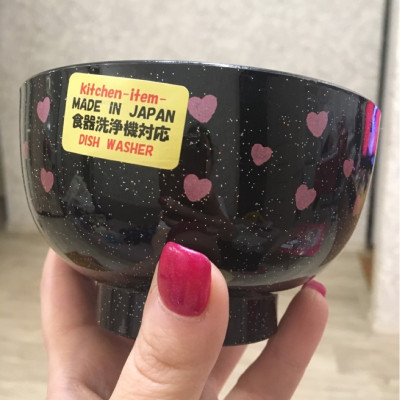 kitchen-item-
MADE IN JAPAN
食器洗浄機対応
DISH WASHER